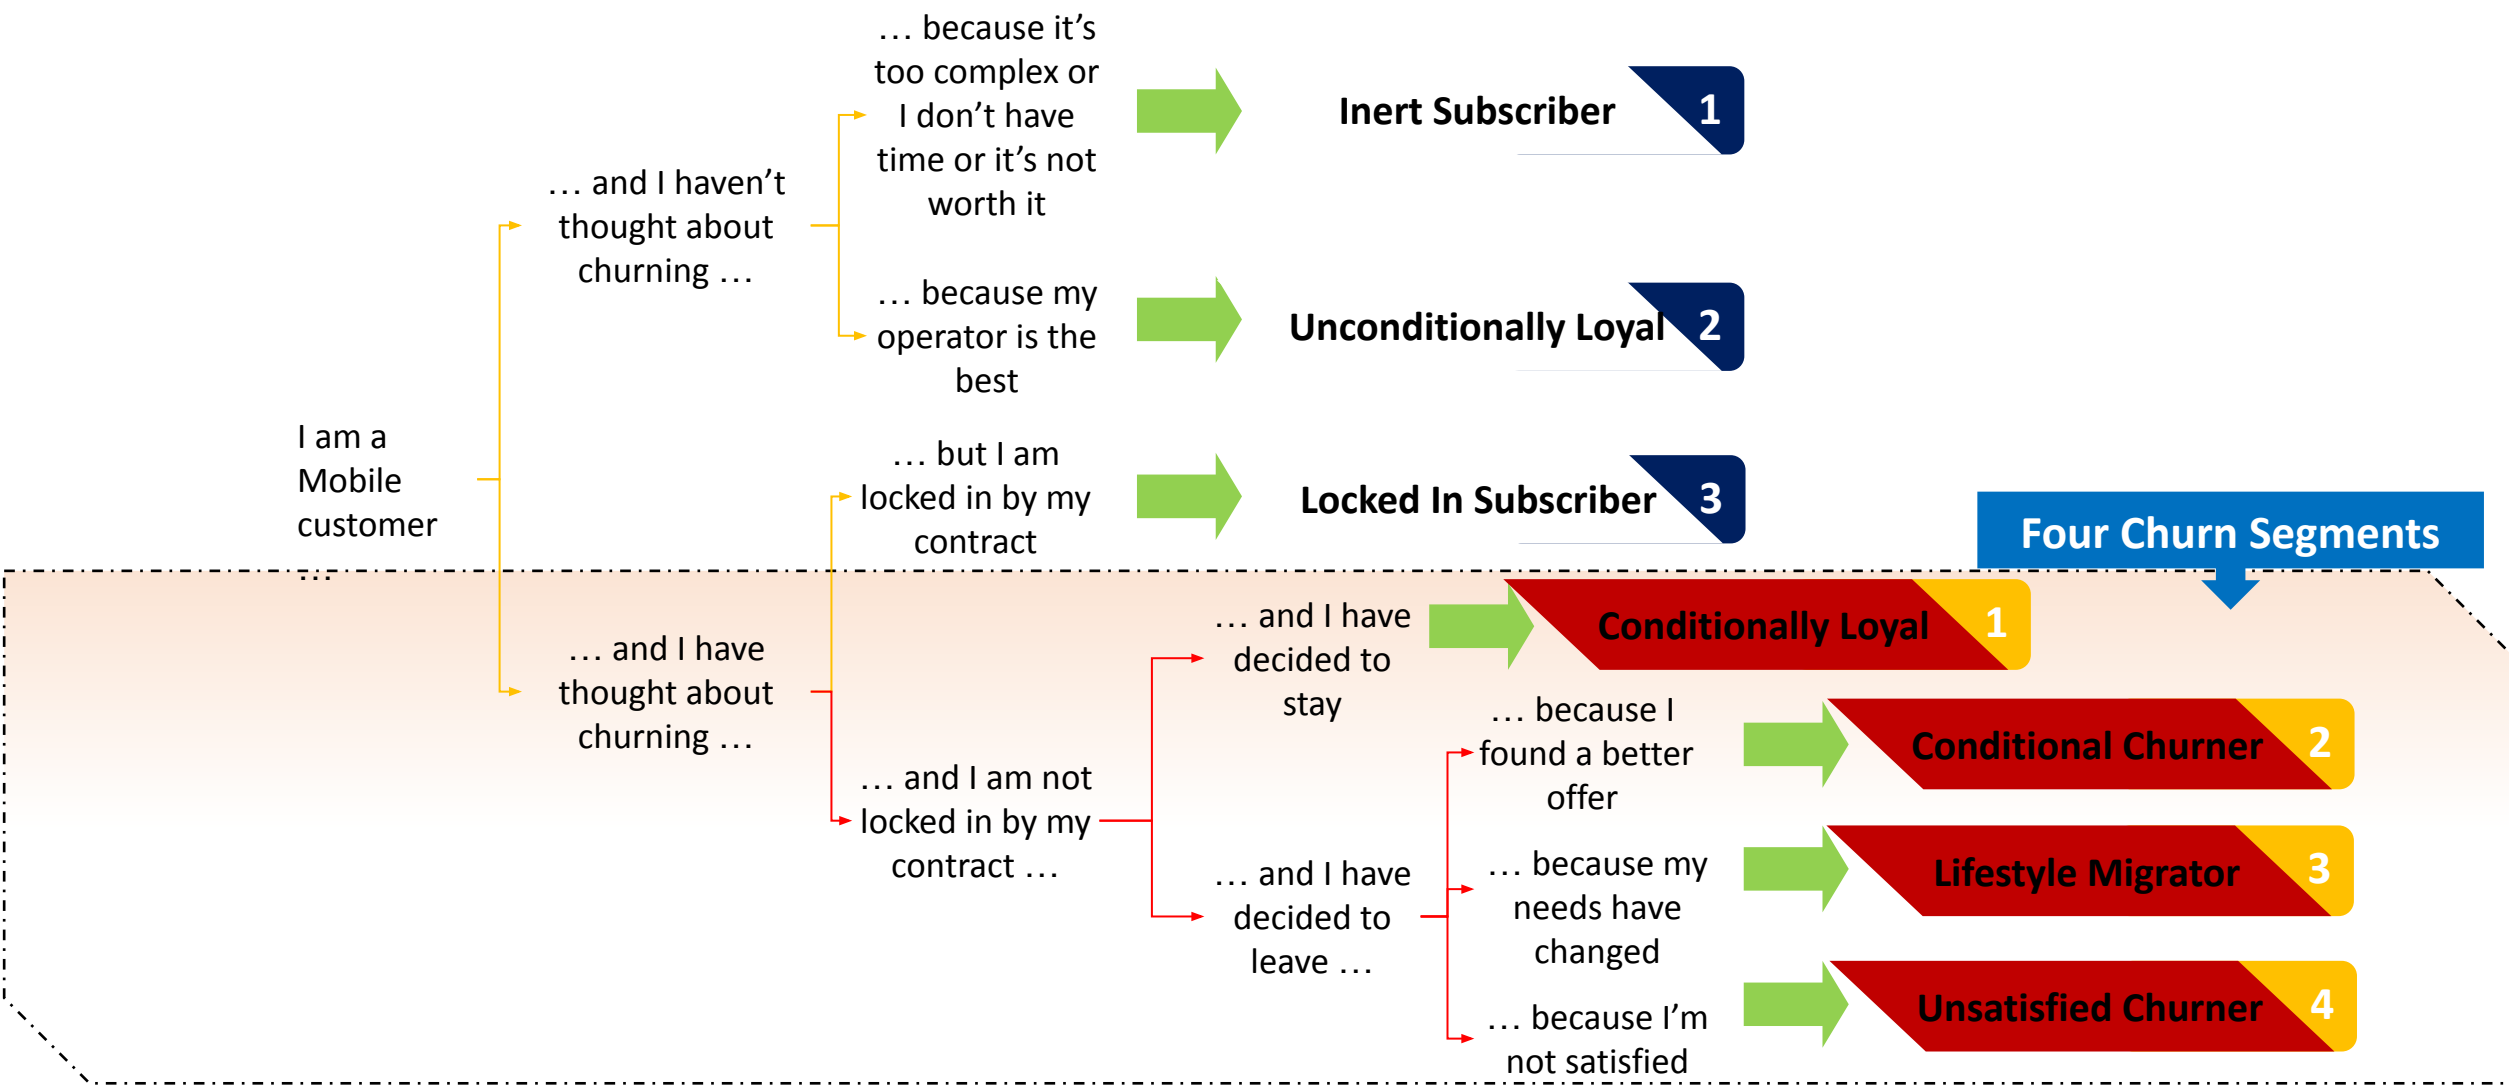 … because it’s
too complex or
I don’t have
time or it’s not
worth it
Inert Subscriber
1
… and I haven’t
thought about
churning …
… because my
operator is the
best
Unconditionally Loyal
2
I am a
Mobile
customer
…
… but I am
locked in by my
contract
Locked In Subscriber
3
Four Churn Segments
… and I have
thought about
churning …
… and I have
decided to
stay
Conditionally Loyal
1
… and I am not
locked in by my
contract …
… because I
found a better
offer
Conditional Churner
2
… and I have
decided to
leave …
… because my
needs have
changed
Lifestyle Migrator
3
… because I’m
not satisfied
Unsatisfied Churner
4